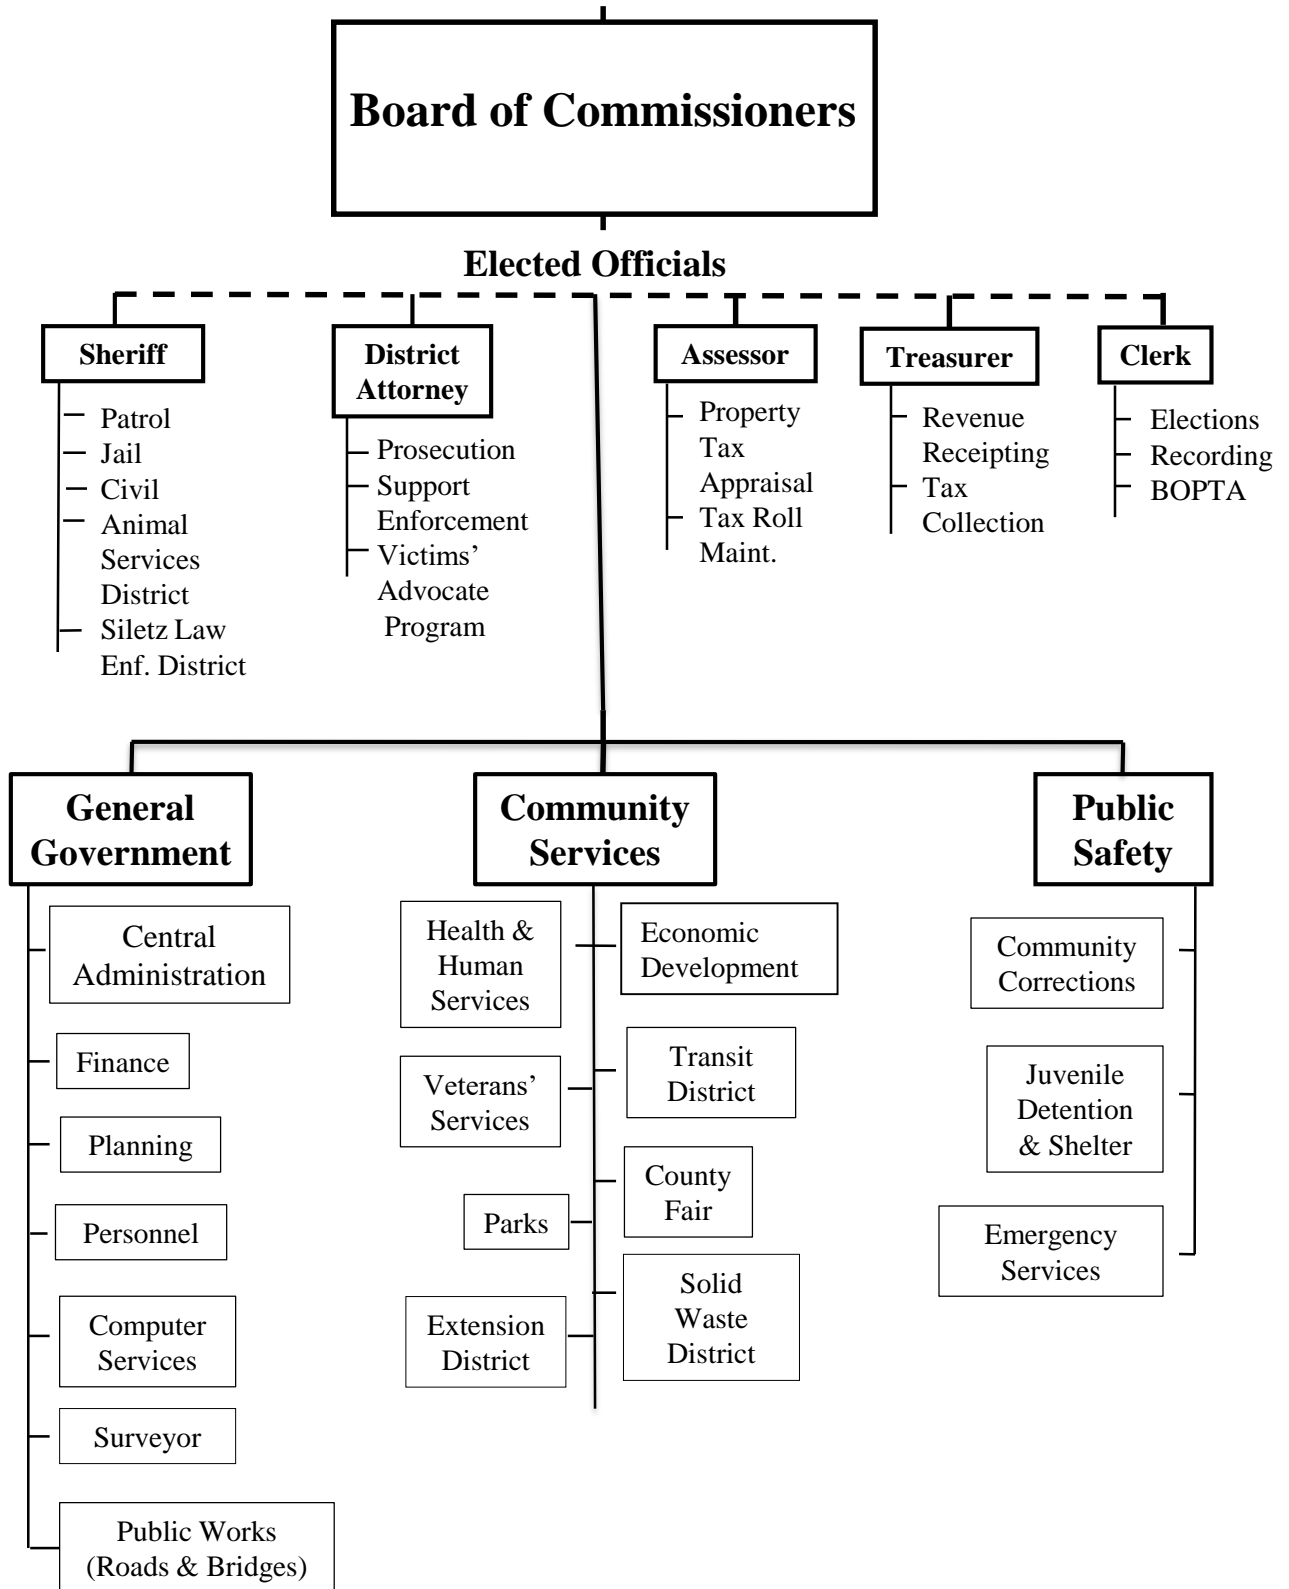 Board of Commissioners
Elected Officials
Sheriff
Patrol
Jail
Civil
Animal
Services
District
Siletz Law
Enf. District
District
Attorney
Prosecution
Support
Enforcement
Victims’
Advocate
Program
Assessor
Property
Tax
Appraisal
Tax Roll
Maint.
Treasurer
Revenue
Receipting
Tax
Collection
Clerk
Elections
Recording
BOPTA
General
Government
Central
Administration
Finance
Planning
Personnel
Computer
Services
Surveyor
Public Works
(Roads & Bridges)
Community
Services
Health &
Human
Services
Economic
Development
Veterans’
Services
Transit
District
Parks
County
Fair
Extension
District
Solid
Waste
District
Public
Safety
Community
Corrections
Juvenile
Detention
& Shelter
Emergency
Services